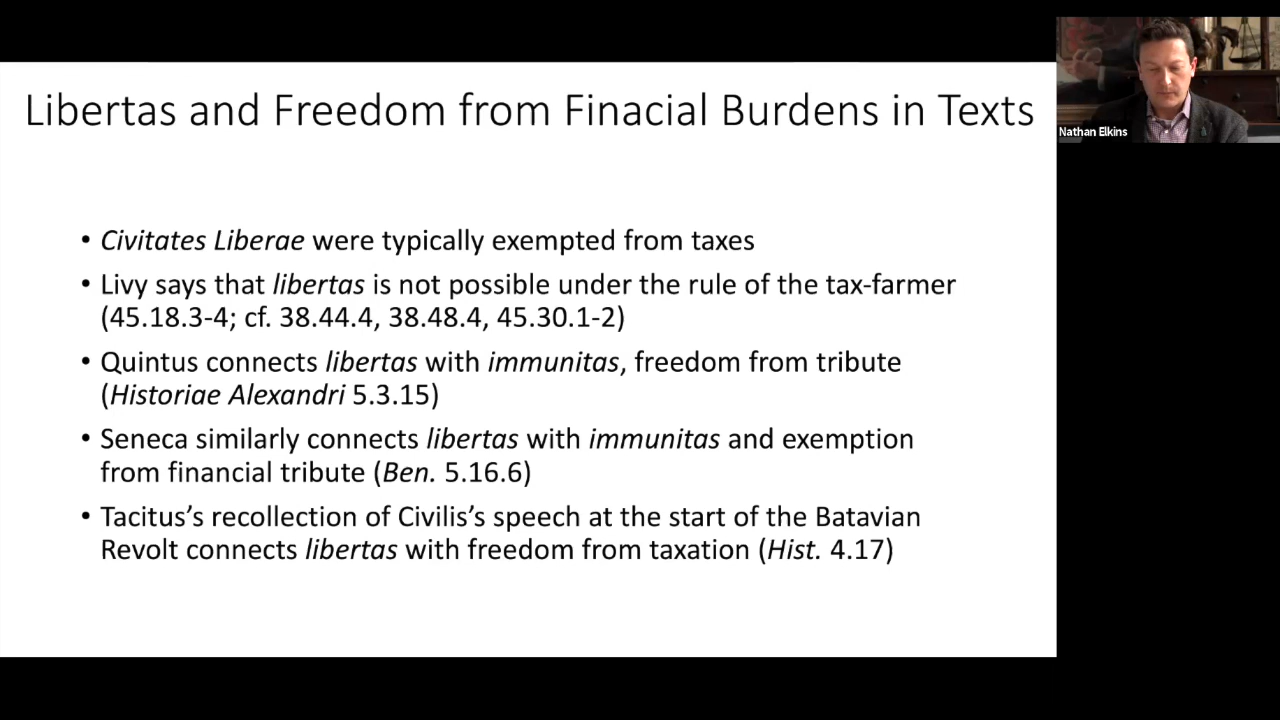 Libertas and Freedom from Finacial Burdens in Texts
Nathan Elkins
• Civitates Liberae were typically exempted from taxes
• Livy says that libertas is not possible under the rule of the tax-farmer
(45.18.3-4; cf. 38.44.4, 38.48.4, 45.30.1-2)
• Quintus connects libertas with immunitas, freedom from tribute
(Historiae Alexandri 5.3.15)
• Seneca similarly connects libertas with immunitas and exemption
from financial tribute (Ben. 5.16.6)
• Tacitus’s recollection of Civilis’s speech at the start of the Batavian
Revolt connects libertas with freedom from taxation (Hist. 4.17)